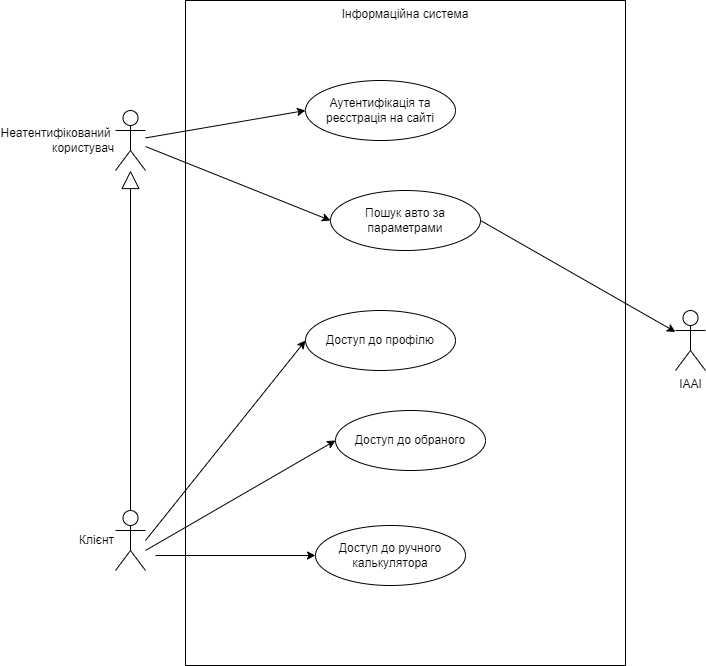 Інформаційна система
Аутентифікація та
реєстрація на сайті
Неатентифікований
користувач
Пошук авто за
параметрами
Доступ до профілю
IAAI
Доступ до обраного
Клієнт
Доступ до ручного
калькулятора